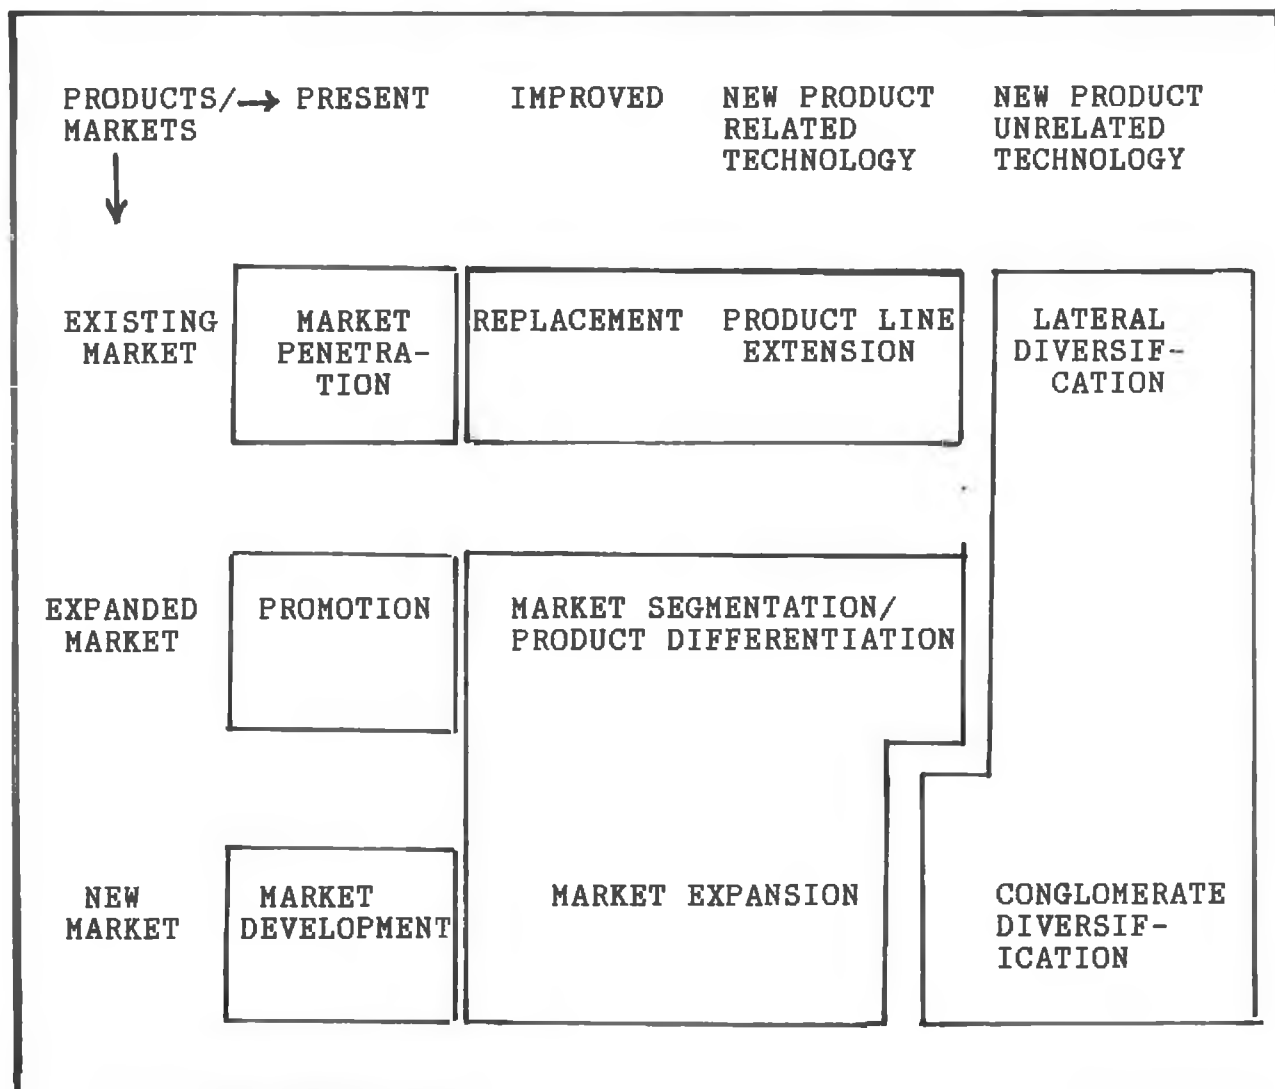 PRODUCTS/ → PRESENT IMPROVED NEW PRODUCT NEW PRODUCT
MARKETS RELATED UNRELATED
TECHNOLOGY TECHNOLOGY
EXISTING MARKET REPLACEMENT PRODUCT LINE LATERAL
MARKET PENETRA- EXTENSION DIVERSIF-
TION CATION
EXPANDED PROMOTION MARKET SEGMENTATION/
MARKET PRODUCT DIFFERENTIATION
NEW MARKET MARKET EXPANSION CONGLOMERATE
MARKET DEVELOPMENT DIVERSIF-
ICATION